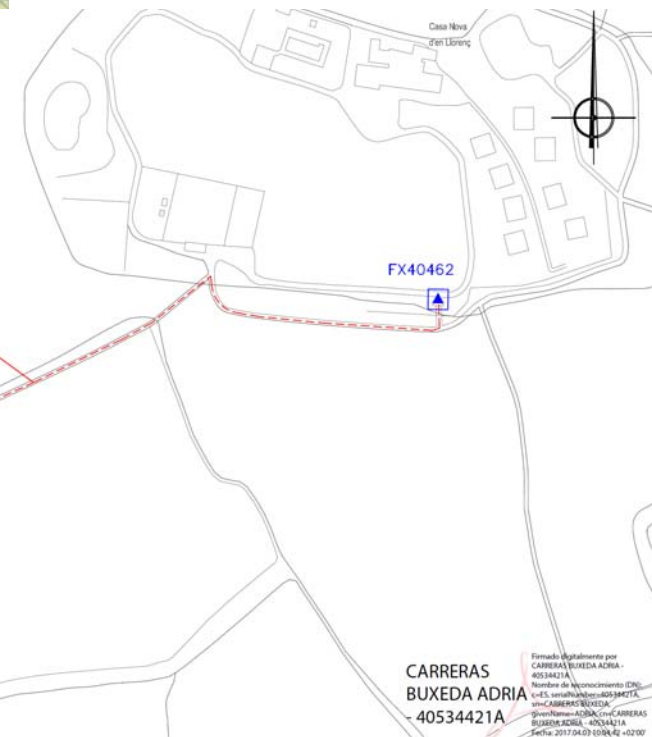 Casa Nova
d'en Llorenç
FX40462
CARRERAS
BUXEDA ADRIA
- 40534421A
Firmado digitalmente por
CARRERAS BUXEDA ADRIA -
40534421A
Nombre de reconocimiento (DN):
c=ES, serialNumber=40534421A,
sn=CARRERAS BUXEDA,
givenName=ADRIA, cn=CARRERAS
BUXEDA ADRIA - 40534421A
Fecha: 2017.04.03 10:04:42 +02'00'